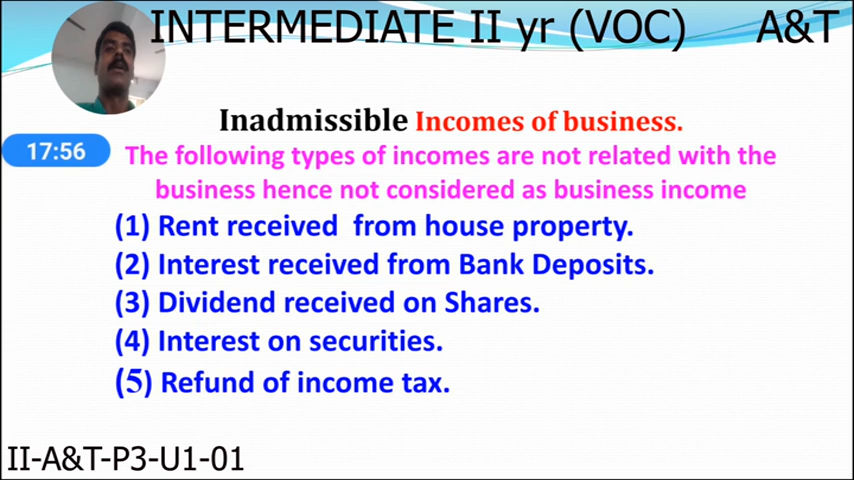 INTERMEDIATE II yr (VOC) A&T
Inadmissible Incomes of business.
17:56
The following types of incomes are not related with the
business hence not considered as business income
(1) Rent received from house property.
(2) Interest received from Bank Deposits.
(3) Dividend received on Shares.
(4) Interest on securities.
(5) Refund of income tax.
II-A&T-P3-U1-01